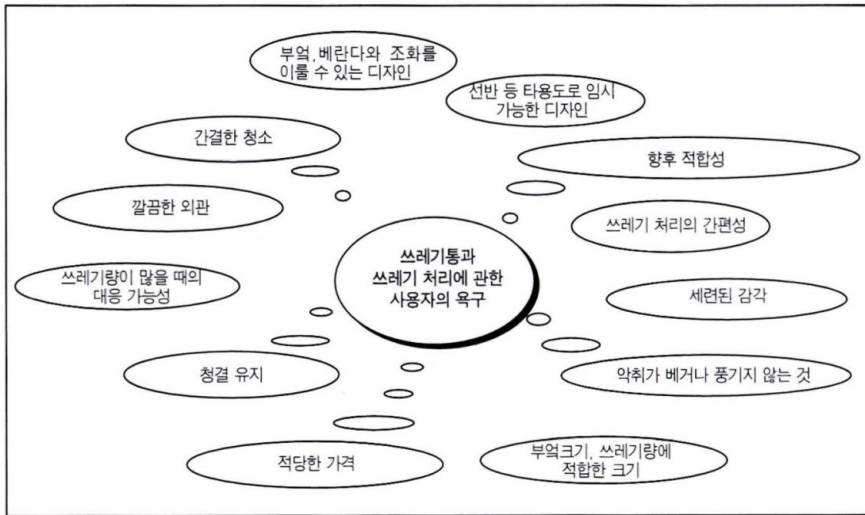 부엌,베란다와 조화를
이룰 수 있는 디자인
선반 등 타용도로 임시
가능한 디자인
간결한 청소
향후 적합성
깔끔한 외관
쓰레기 처리의 간편성
쓰레기통과
쓰레기 처리에 관한
사용자의 욕구
쓰레기량이 많을 때의
대응 가능성
세련된 감각
청결 유지
악취가 베거나 풍기지 않는 것
적당한 가격
부엌크기, 쓰레기량에
적합한 크기